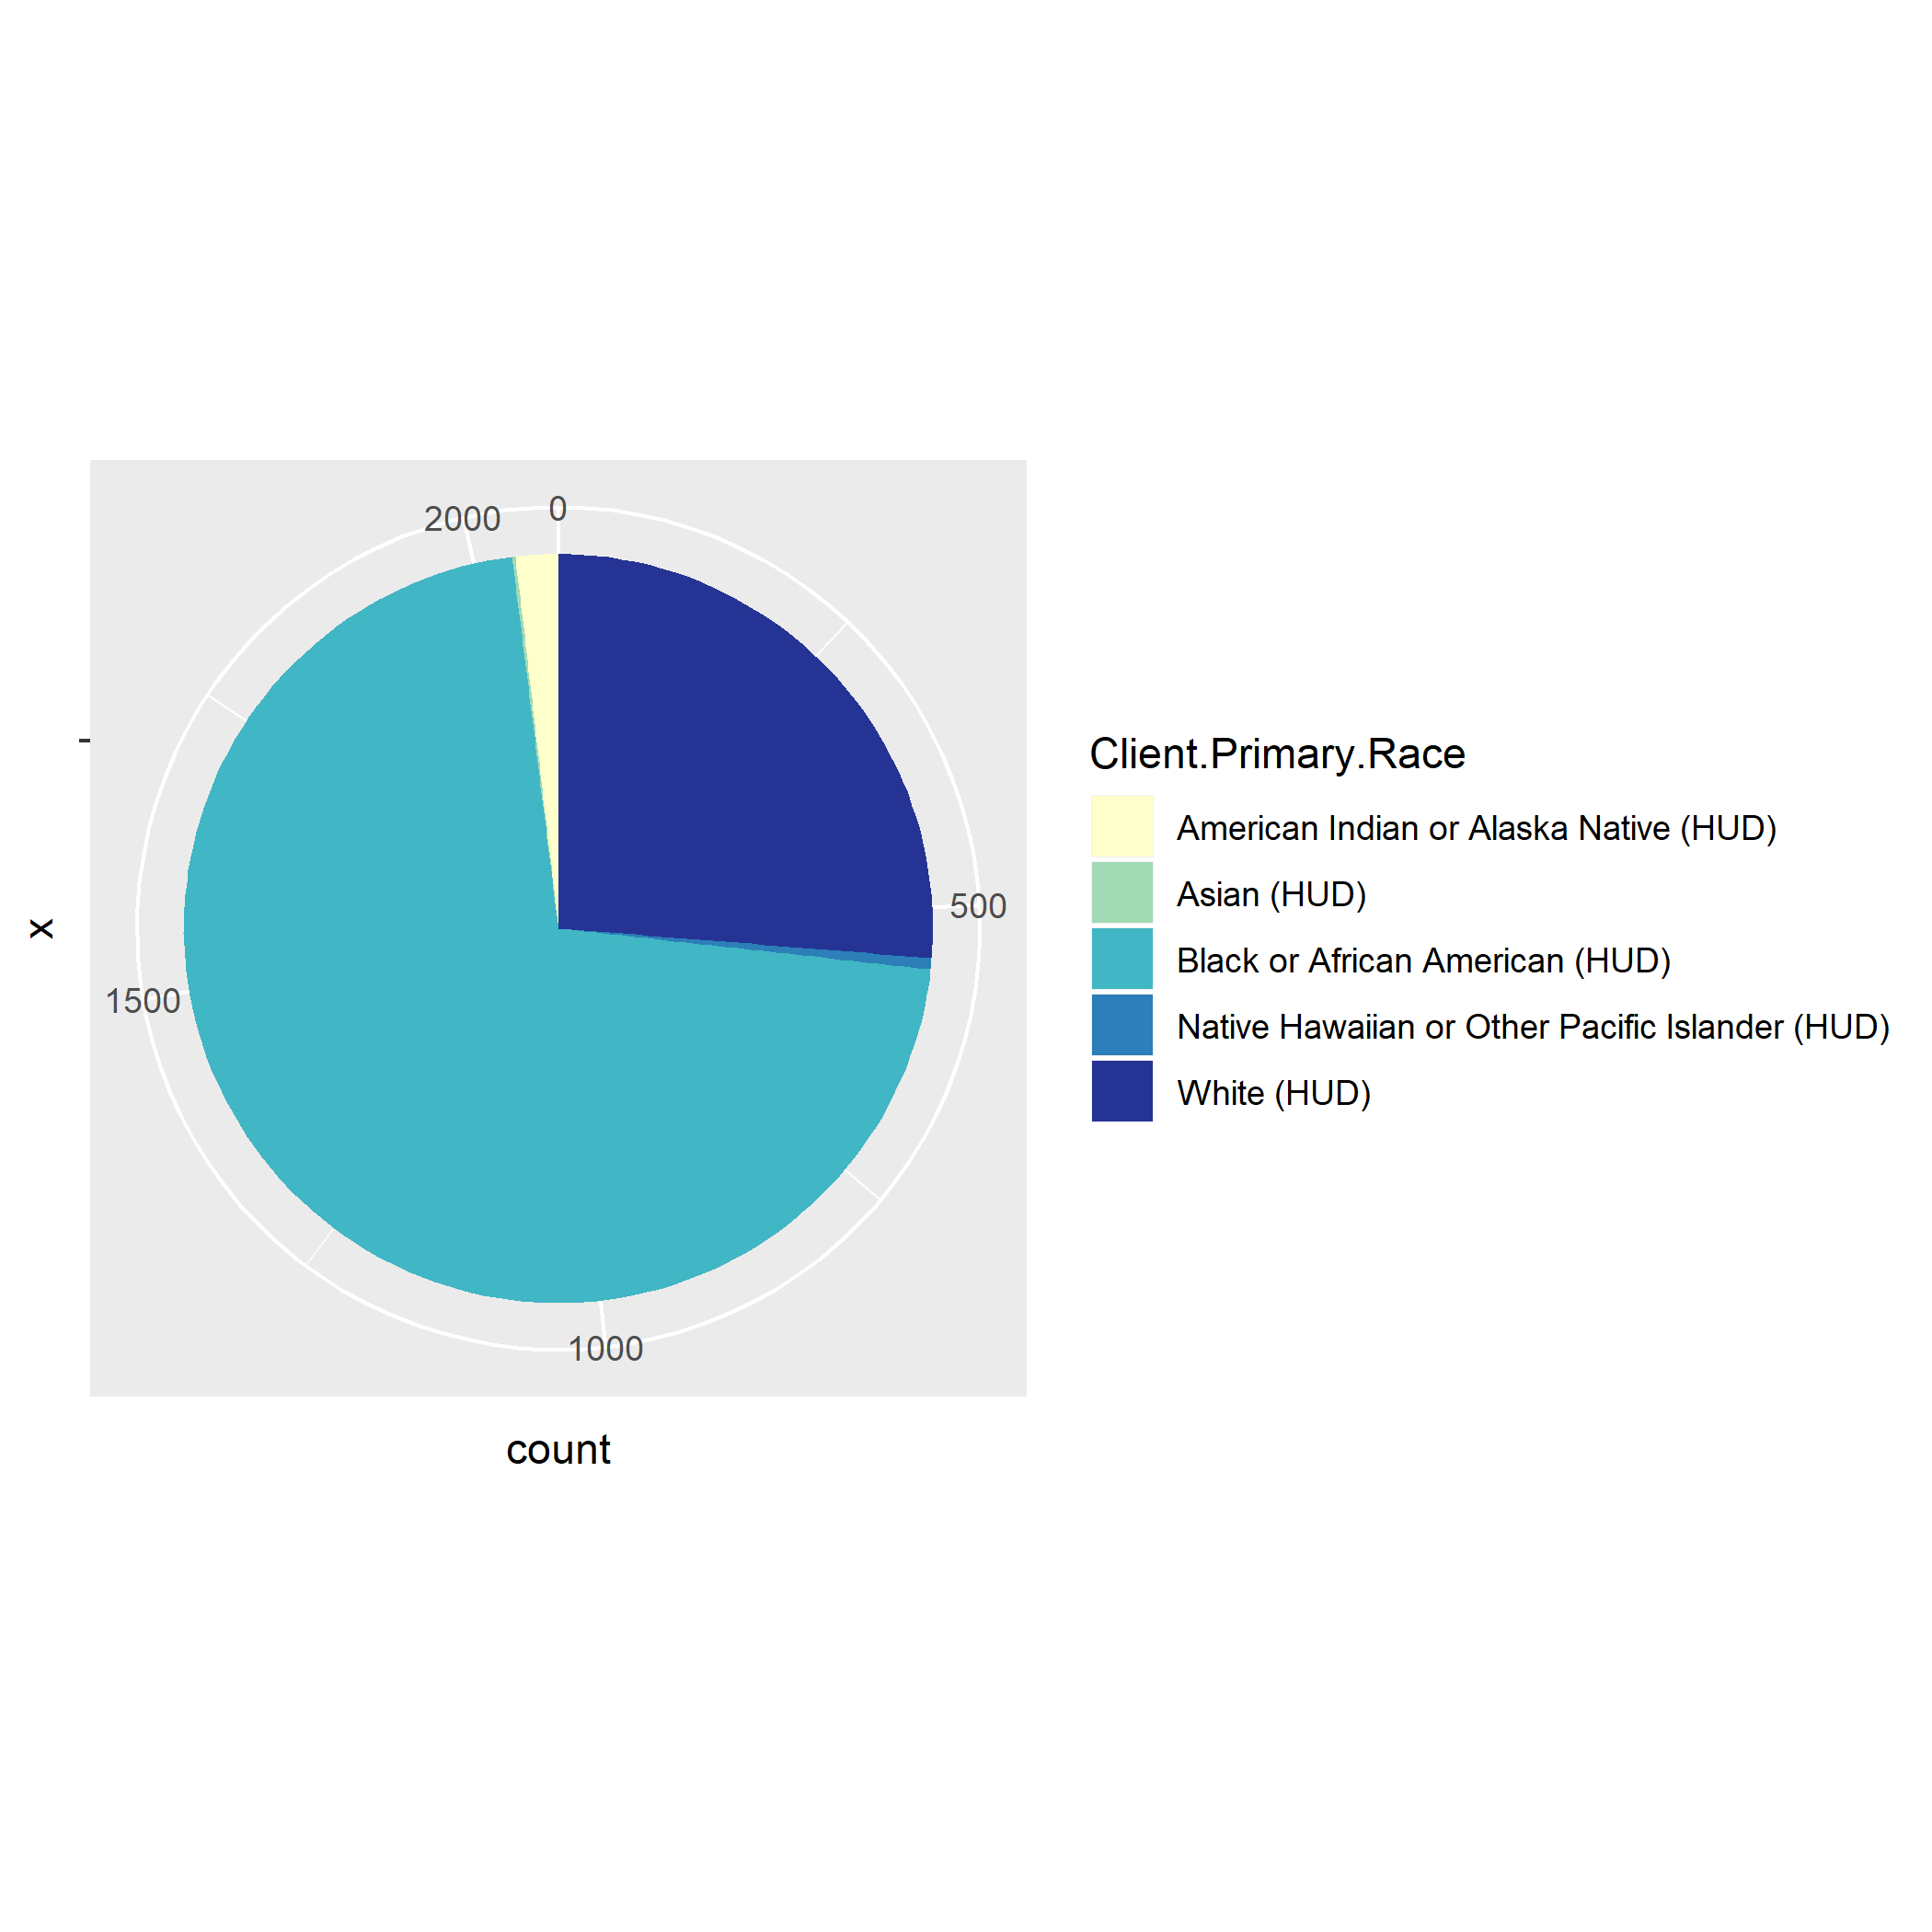 2000
0
500
1500
1000
x
count
Client.Primary.Race
American Indian or Alaska Native (HUD)
Asian (HUD)
Black or African American (HUD)
Native Hawaiian or Other Pacific Islander (HUD)
White (HUD)